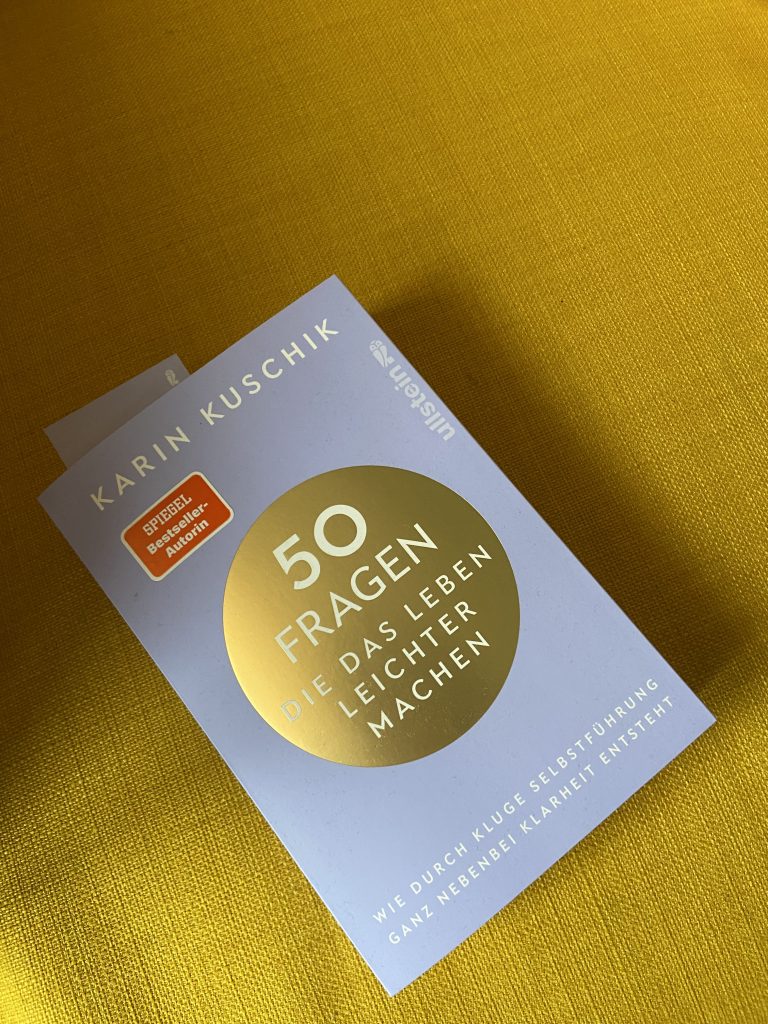 KARIN KUSCHIK
ullstein
SPIEGEL
Bestseller-
Autorin
50
FRAGEN
DIE DAS LEBEN
LEICHTER
MACHEN
WIE DURCH KLUGE SELBSTFÜHRUNG
GANZ NEBENBEI KLARHEIT ENTSTEHT